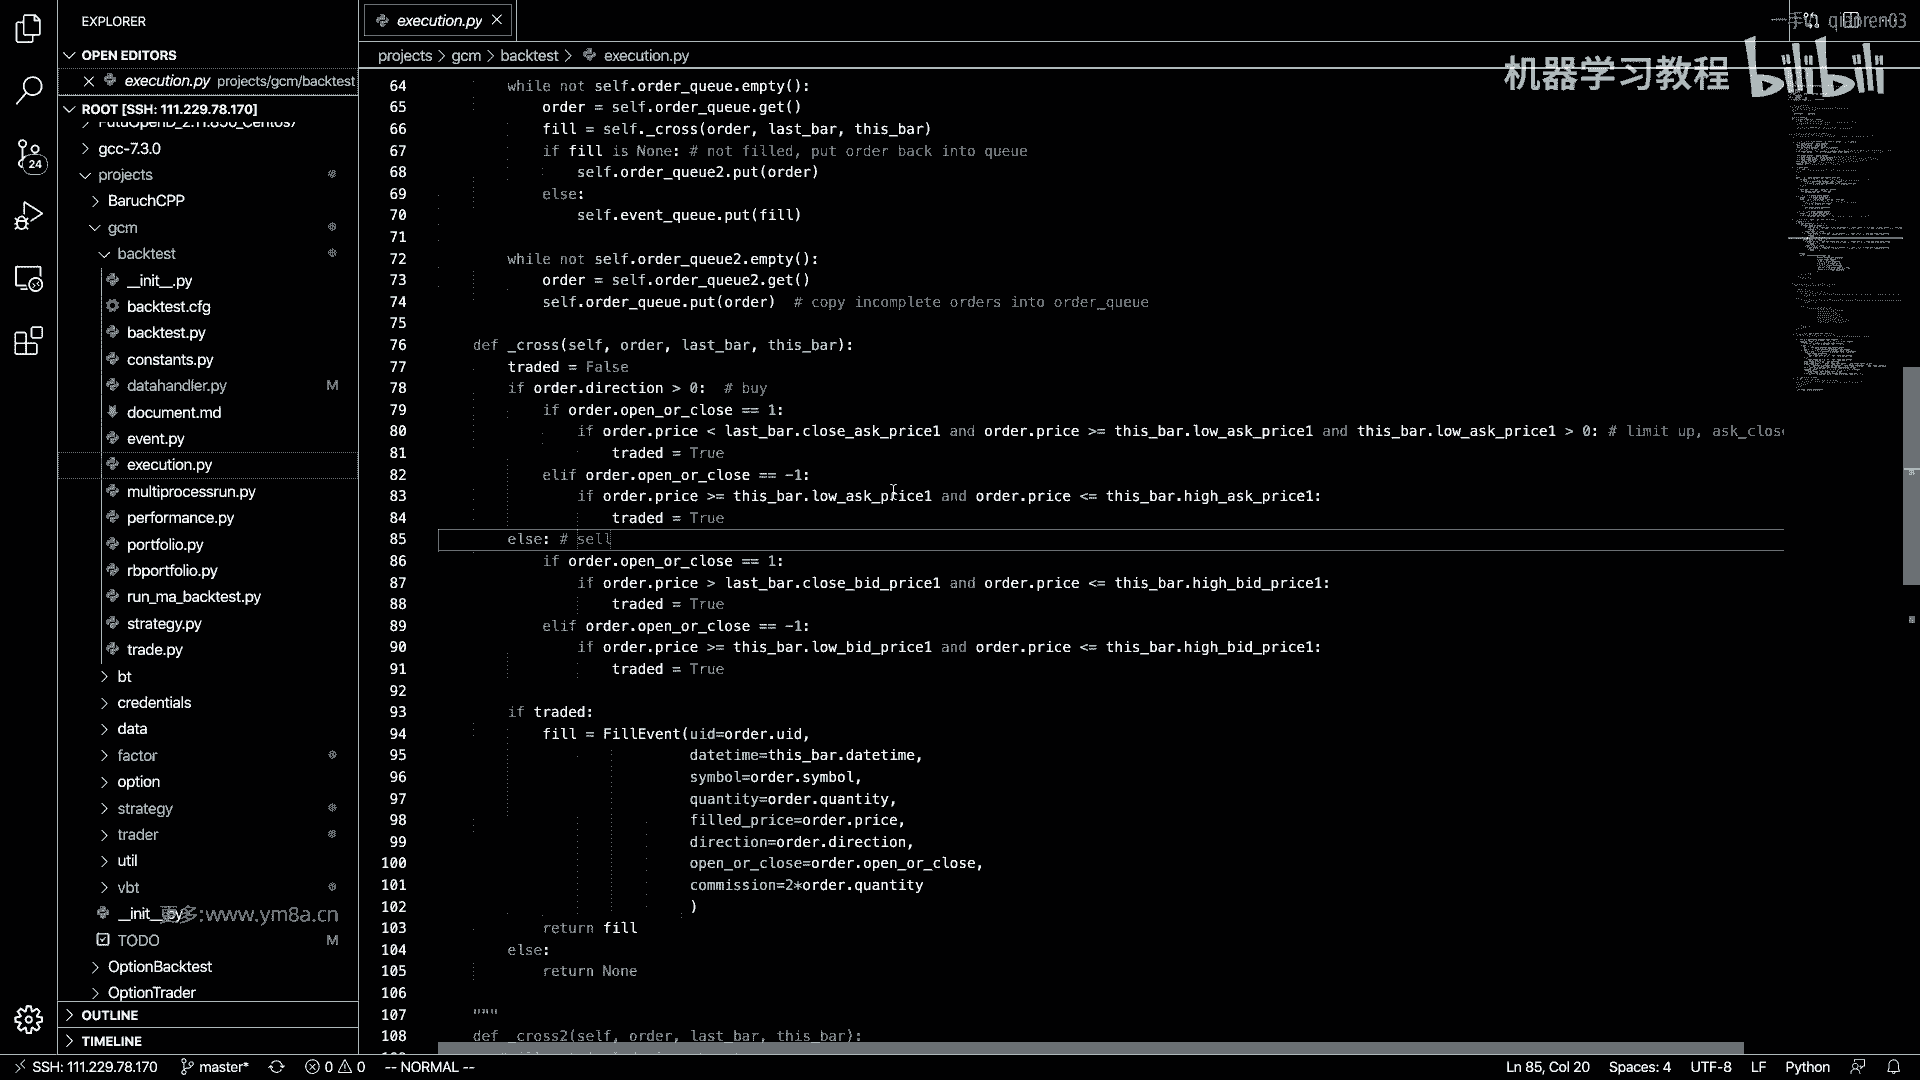 EXPLORER
OPEN EDITORS
execution.py projects/gcm/backtest
ROOT [SSH: 111.229.78.170]
gcc-7.3.0
projects
BaruchCPP
gcm
backtest
__init__.py
backtest.cfg
backtest.py
constants.py
datahandler.py M
document.md
event.py
execution.py
multiprocessrun.py
performance.py
portfolio.py
rbportfolio.py
run_ma_backtest.py
strategy.py
trade.py
bt
credentials
data
factor
option
strategy
trader
util
vbt
__init__.py
更多:www.ym8a.cn
TODO M
OptionBacktest
OptionTrader
OUTLINE
TIMELINE
24
execution.py
qianren03
projects > gcm > backtest > execution.py
机器学习教程 bilibili
64 while not self.order_queue.empty():
65 order = self.order_queue.get()
66 fill = self._cross(order, last_bar, this_bar)
67 if fill is None: # not filled, put order back into queue
68 self.order_queue2.put(order)
69 else:
70 self.event_queue.put(fill)
71
72 while not self.order_queue2.empty():
73 order = self.order_queue2.get()
74 self.order_queue.put(order)  # copy incomplete orders into order_queue
75
76 def _cross(self, order, last_bar, this_bar):
77 traded = False
78 if order.direction > 0:  # buy
79 if order.open_or_close == 1:
80 if order.price < last_bar.close_ask_price1 and order.price >= this_bar.low_ask_price1 and this_bar.low_ask_price1 > 0: # limit up, ask_close
81 traded = True
82 elif order.open_or_close == -1:
83 if order.price >= this_bar.low_ask_price1 and order.price <= this_bar.high_ask_price1:
84 traded = True
85 else: # sell
86 if order.open_or_close == 1:
87 if order.price > last_bar.close_bid_price1 and order.price <= this_bar.high_bid_price1:
88 traded = True
89 elif order.open_or_close == -1:
90 if order.price >= this_bar.low_bid_price1 and order.price <= this_bar.high_bid_price1:
91 traded = True
92
93 if traded:
94 fill = FillEvent(uid=order.uid,
95 datetime=this_bar.datetime,
96 symbol=order.symbol,
97 quantity=order.quantity,
98 filled_price=order.price,
99 direction=order.direction,
100 open_or_close=order.open_or_close,
101 commission=2*order.quantity
102 )
103 return fill
104 else:
105 return None
106
107 """
108 def _cross2(self, order, last_bar, this_bar):
SSH: 111.229.78.170 master* 0 0 -- NORMAL -- Ln 85, Col 20 Spaces: 4 UTF-8 LF Python